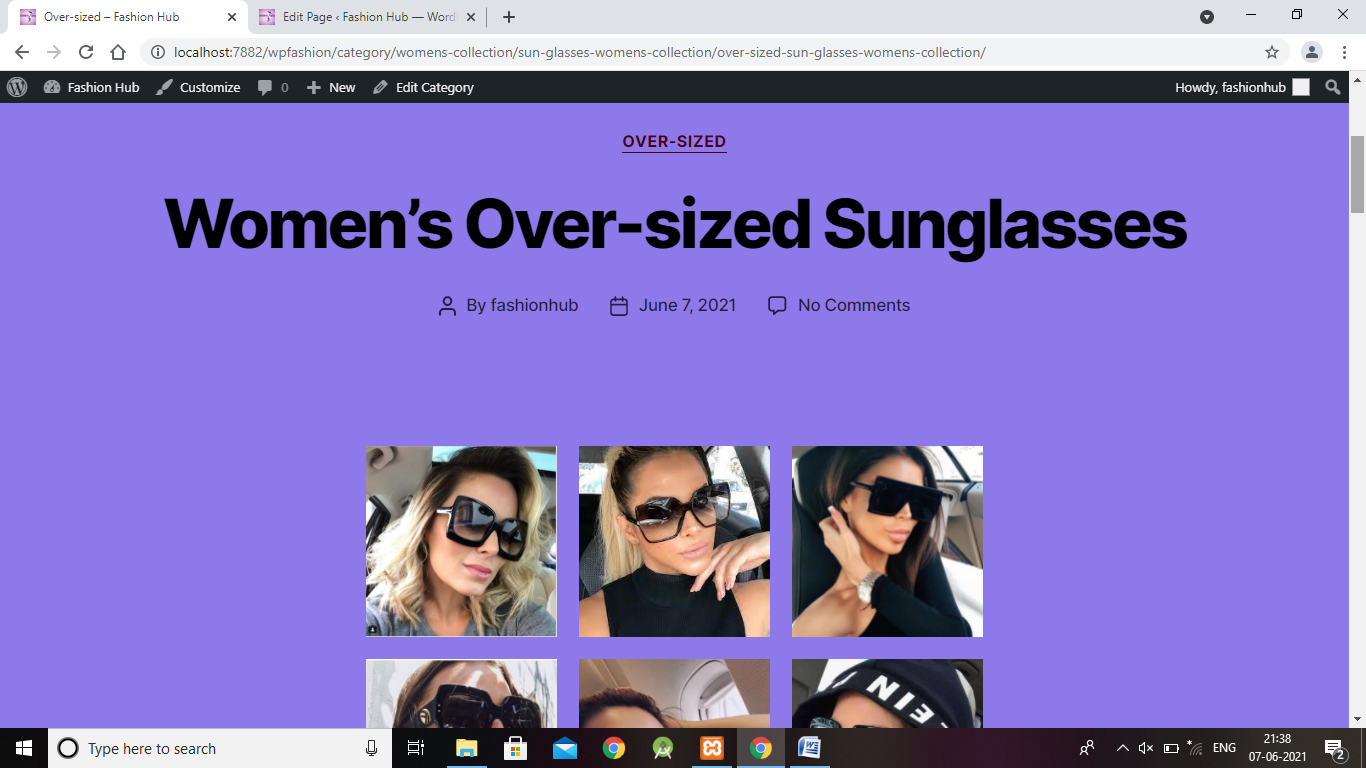 Over-sized – Fashion Hub
Edit Page ‹ Fashion Hub — Word
localhost:7882/wpfashion/category/womens-collection/sun-glasses-womens-collection/over-sized-sun-glasses-womens-collection/
Fashion Hub Customize 0 New Edit Category Howdy, fashionhub
OVER-SIZED
Women’s Over-sized Sunglasses
By fashionhub June 7, 2021 No Comments
Type here to search
ENG
21:38
07-06-2021
2